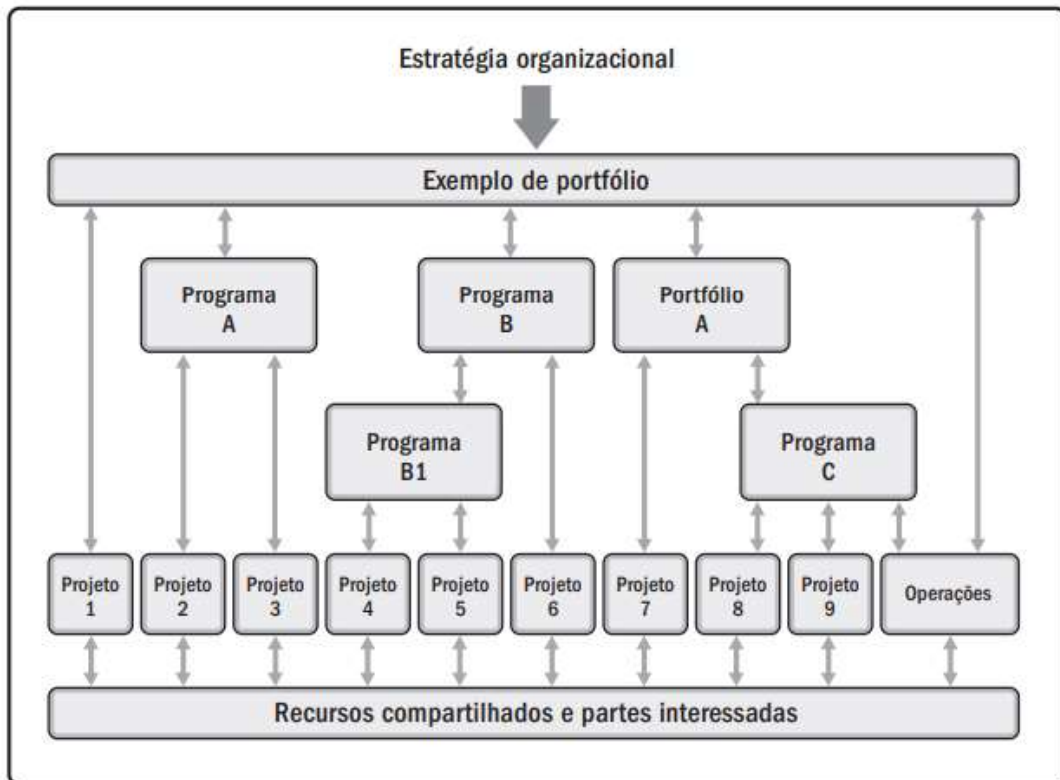 Estratégia organizacional
Exemplo de portfólio
Programa
A
Programa
B
Portfólio
A
Programa
B1
Programa
C
Projeto
1
Projeto
2
Projeto
3
Projeto
4
Projeto
5
Projeto
6
Projeto
7
Projeto
8
Projeto
9
Operações
Recursos compartilhados e partes interessadas